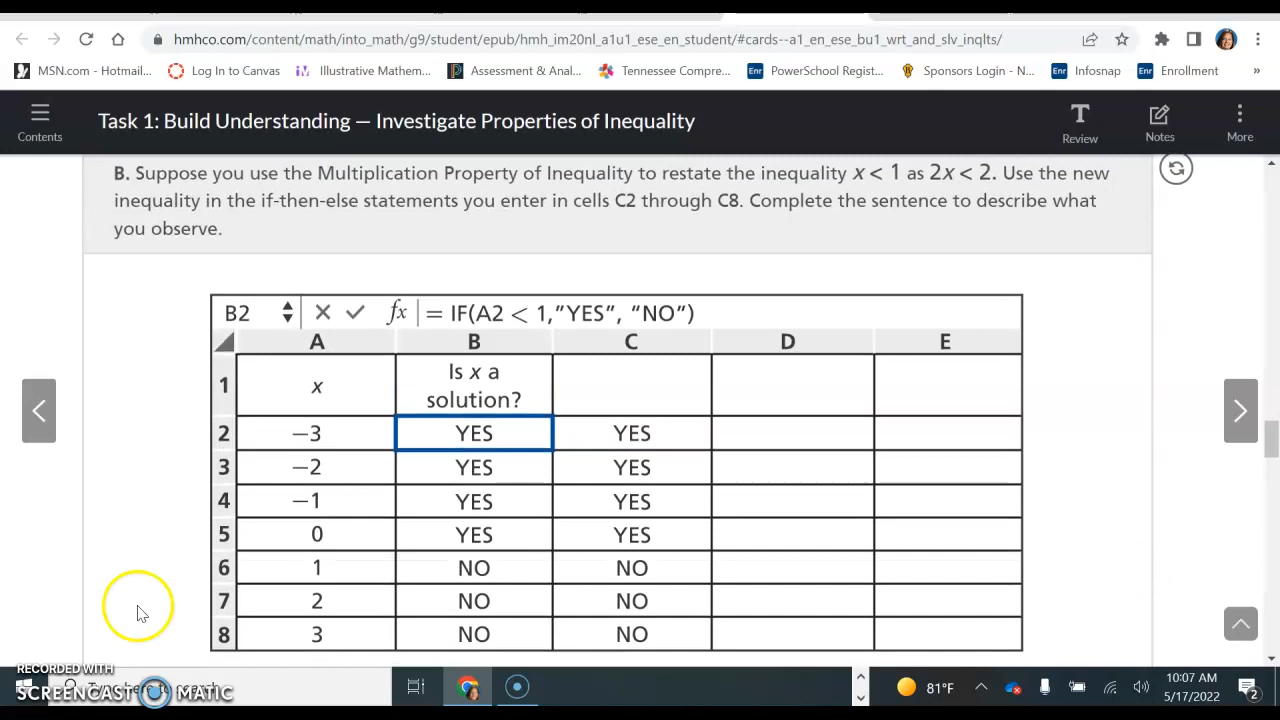 hmhco.com/content/math/into_math/g9/student/epub/hmh_im20nl_a1u1_ese_en_student/#cards--a1_en_ese_bu1_wrt_and_slv_inqlts/
MSN.com - Hotmail... Log In to Canvas Illustrative Mathem... Assessment & Anal... Tennessee Compre... PowerSchool Regist... Sponsors Login - N... Infosnap Enrollment »
Contents Task 1: Build Understanding — Investigate Properties of Inequality Review Notes More
B. Suppose you use the Multiplication Property of Inequality to restate the inequality x < 1 as 2x < 2. Use the new
inequality in the if-then-else statements you enter in cells C2 through C8. Complete the sentence to describe what
you observe.
B2 fx = IF(A2 < 1,”YES”, “NO”)
A B C D E
1 x Is x a
solution?
2 −3 YES YES
3 −2 YES YES
4 −1 YES YES
5 0 YES YES
6 1 NO NO
7 2 NO NO
8 3 NO NO
RECORDED WITH
SCREENCAST MATIC
81°F
10:07 AM
5/17/2022
2